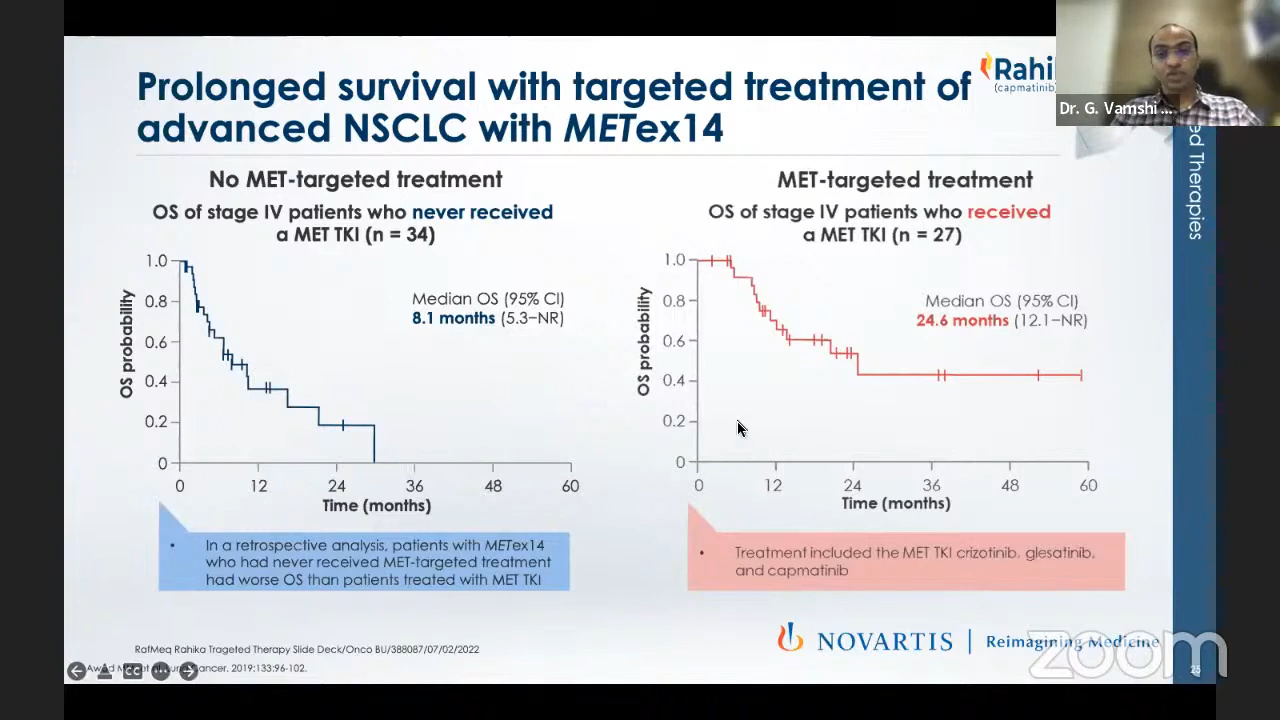 Prolonged survival with targeted treatment of
advanced NSCLC with METex14
Rahi
(capmatinib)
Dr. G. Vamshi ...
ed Therapies
No MET-targeted treatment
OS of stage IV patients who never received
a MET TKI (n = 34)
OS probability
1.0
0.8
0.6
0.4
0.2
0
Median OS (95% CI)
8.1 months (5.3–NR)
0 12 24 36 48 60
Time (months)
• In a retrospective analysis, patients with METex14
who had never received MET-targeted treatment
had worse OS than patients treated with MET TKI
MET-targeted treatment
OS of stage IV patients who received
a MET TKI (n = 27)
OS probability
1.0
0.8
0.6
0.4
0.2
0
Median OS (95% CI)
24.6 months (12.1–NR)
0 12 24 36 48 60
Time (months)
• Treatment included the MET TKI crizotinib, glesatinib,
and capmatinib
NOVARTIS | Reimagining Medicine
zoom
RafMeq Rahika Trageted Therapy Slide Deck/Onco BU/388087/07/02/2022
Cancer. 2019:133:96-102.
25